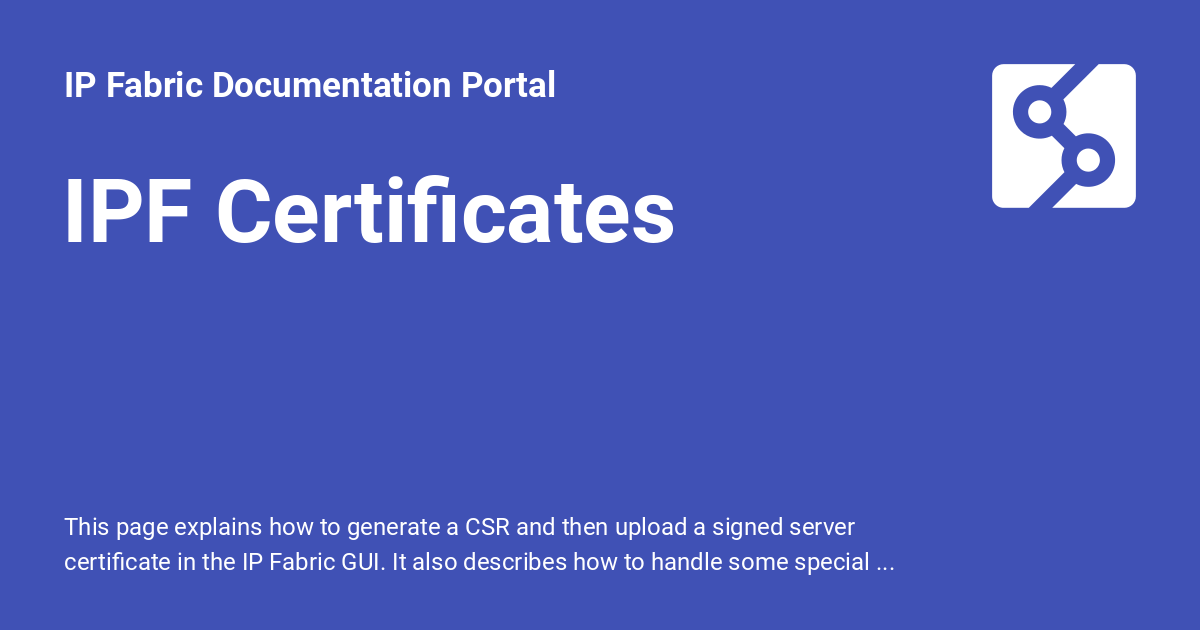 IP Fabric Documentation Portal
IPF Certificates
This page explains how to generate a CSR and then upload a signed server
certificate in the IP Fabric GUI. It also describes how to handle some special ...